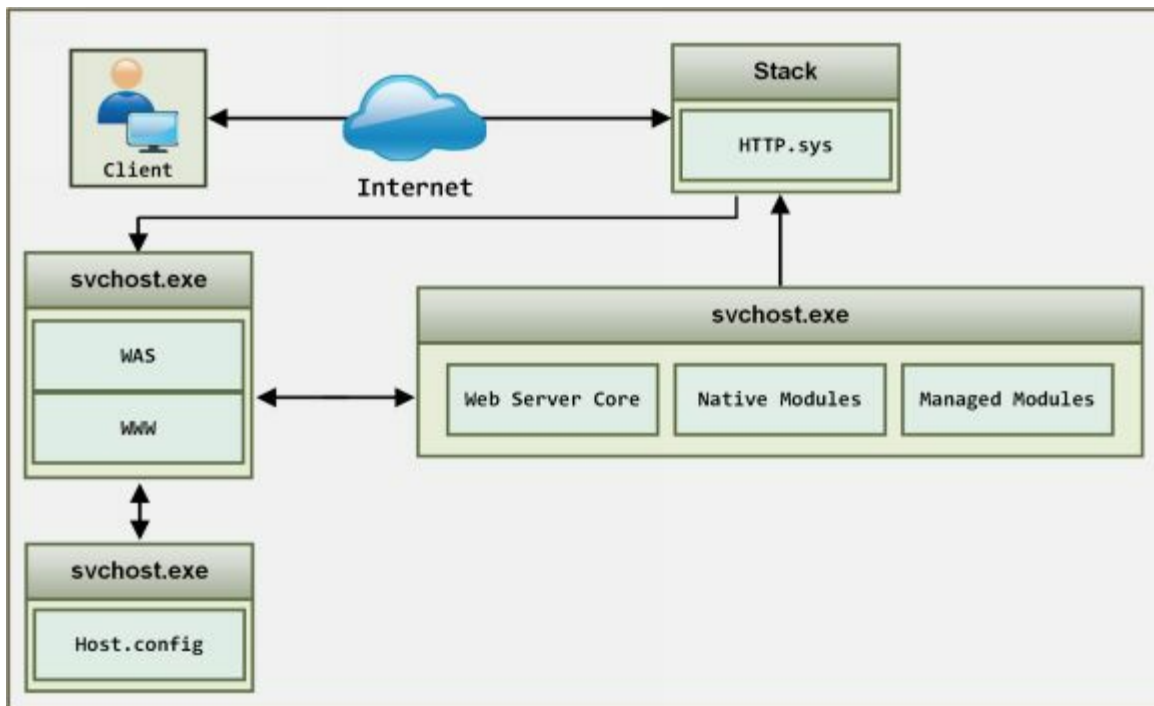 Client
Internet
Stack
HTTP.sys
svchost.exe
WAS
WWW
svchost.exe
Web Server Core
Native Modules
Managed Modules
svchost.exe
Host.config